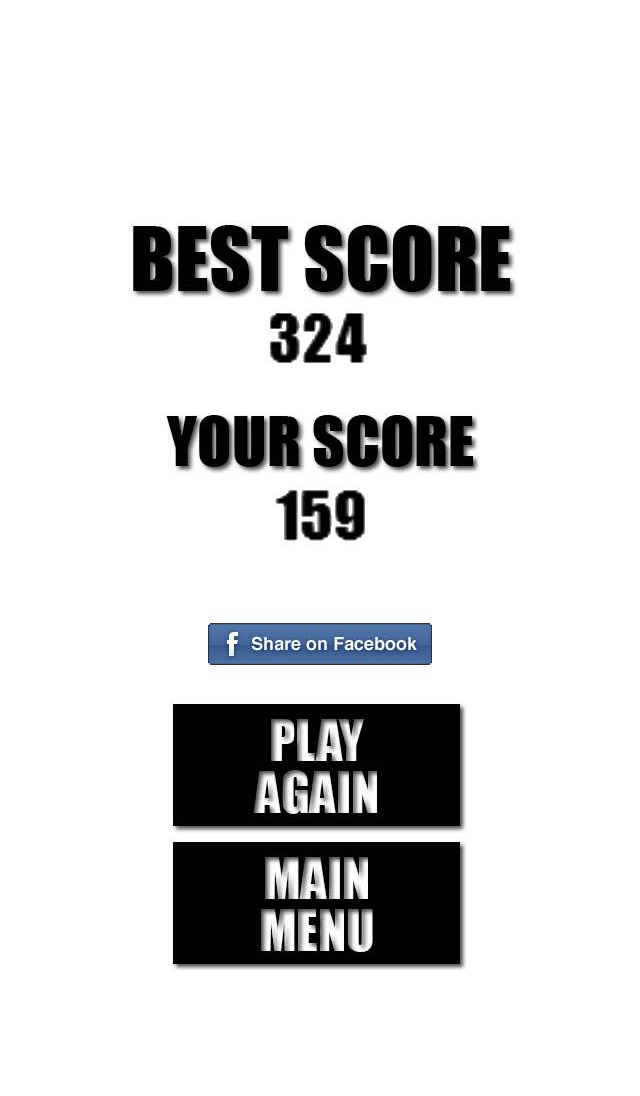 BEST SCORE
324
YOUR SCORE
159
f Share on Facebook
PLAY
AGAIN
MAIN
MENU